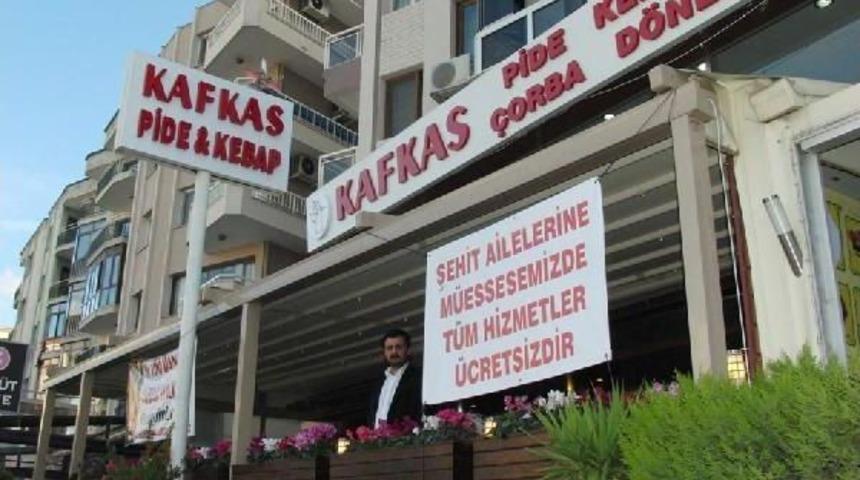 KAFKAS
PİDE & KEBAP
KAFKAS
PİDE
ÇORBA DÖNE
ŞEHİT AİLELERİNE
MÜESSESEMİZDE
TÜM HİZMETLER
ÜCRETSİZDİR